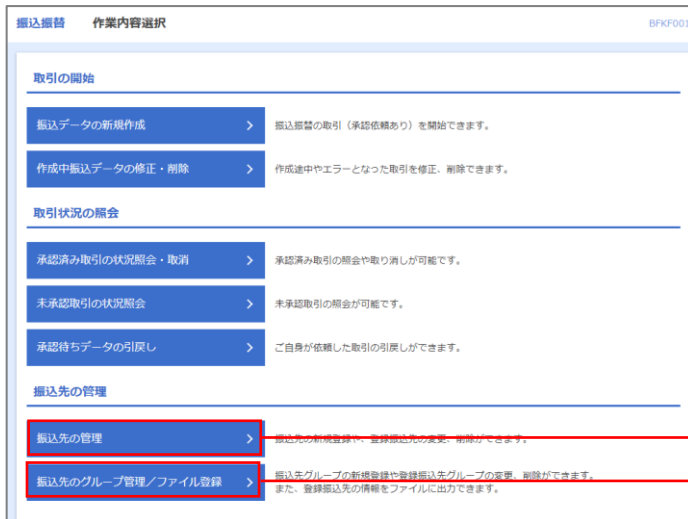 振込振替 作業内容選択 BFKF001
取引の開始
振込データの新規作成 振込振替の取引（承認依頼あり）を開始できます。
作成中振込データの修正・削除 作成途中やエラーとなった取引を修正、削除できます。
取引状況の照会
承認済み取引の状況照会・取消 承認済み取引の照会や取り消しが可能です。
未承認取引の状況照会 未承認取引の照会が可能です。
承認待ちデータの引戻し ご自身が依頼した取引の引戻しができます。
振込先の管理
振込先の管理 振込先の新規登録や、登録振込先の変更、削除ができます。
振込先のグループ管理／ファイル登録 振込先グループの新規登録や登録振込先グループの変更、削除ができます。
また、登録振込先の情報をファイルに出力できます。